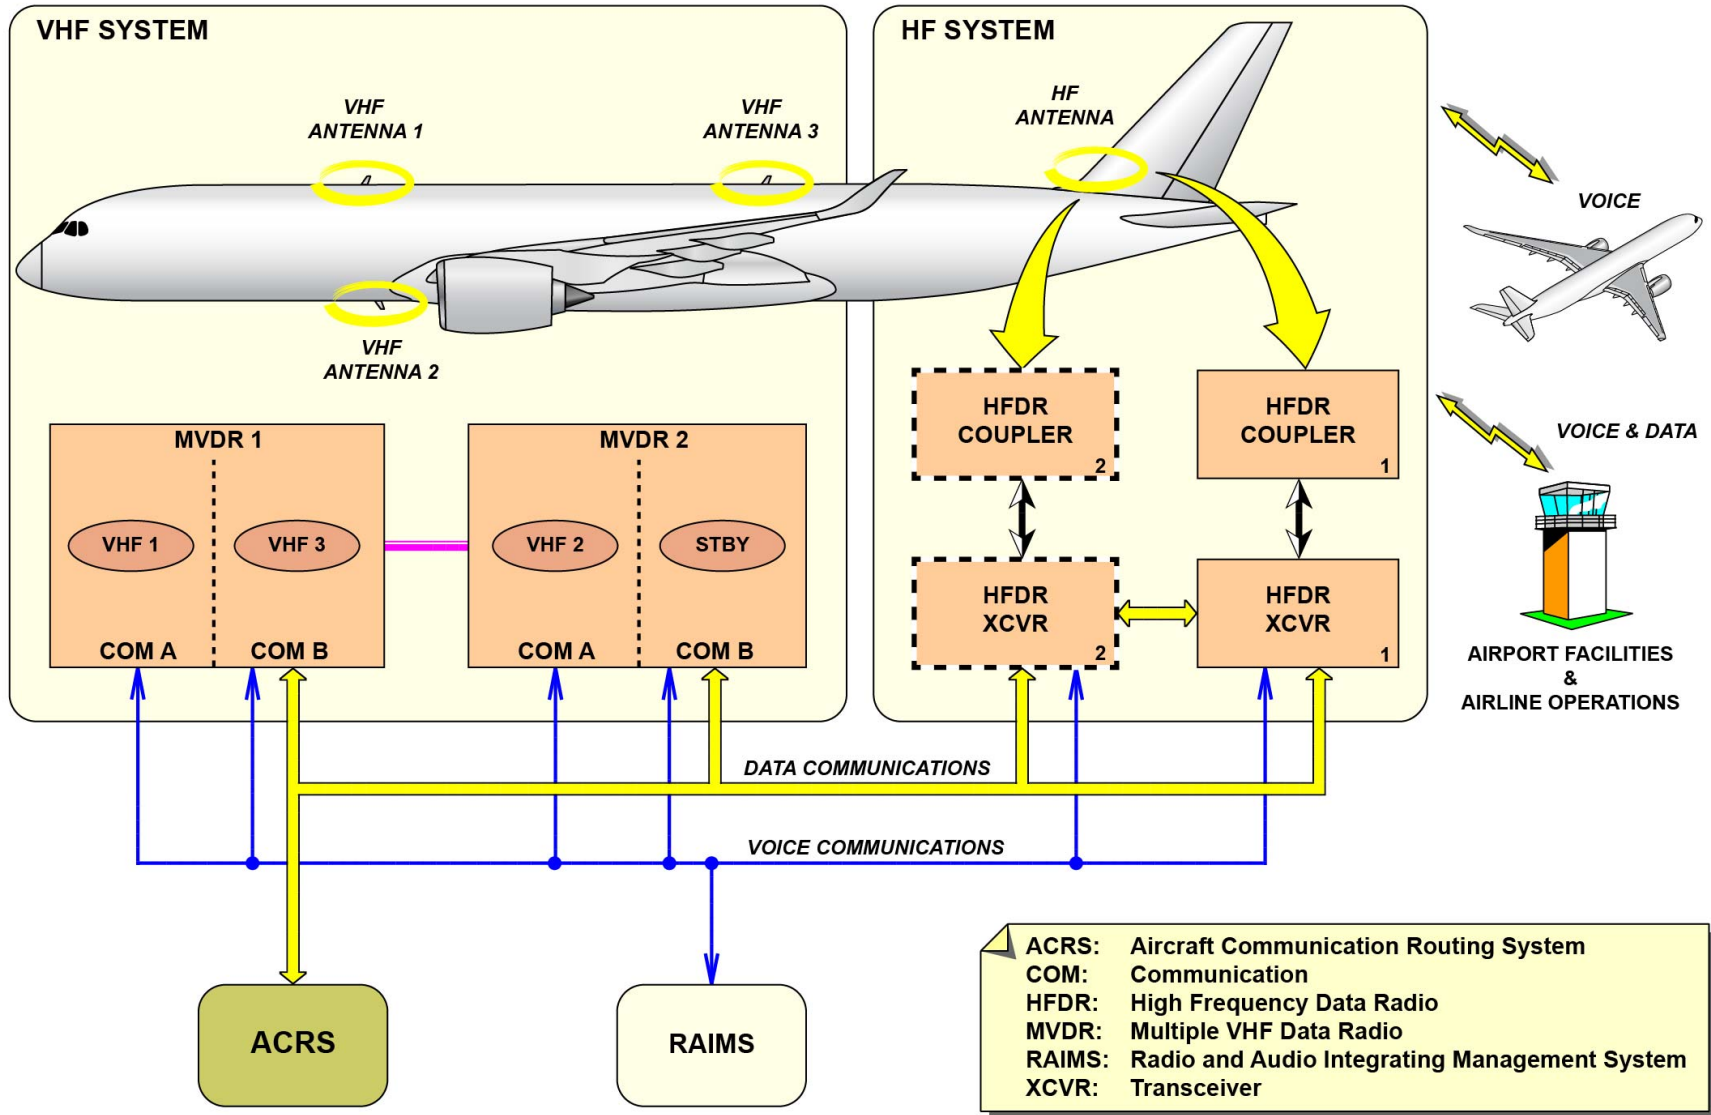 VHF SYSTEM
HF SYSTEM
VHF
ANTENNA 1
VHF
ANTENNA 3
HF
ANTENNA
VOICE
VHF
ANTENNA 2
MVDR 1
VHF 1
VHF 3
COM A
COM B
MVDR 2
VHF 2
STBY
COM A
COM B
HFDR
COUPLER
2
HFDR
COUPLER
1
HFDR
XCVR
2
HFDR
XCVR
1
VOICE & DATA
AIRPORT FACILITIES
&
AIRLINE OPERATIONS
DATA COMMUNICATIONS
VOICE COMMUNICATIONS
ACRS
RAIMS
ACRS: Aircraft Communication Routing System
COM: Communication
HFDR: High Frequency Data Radio
MVDR: Multiple VHF Data Radio
RAIMS: Radio and Audio Integrating Management System
XCVR: Transceiver